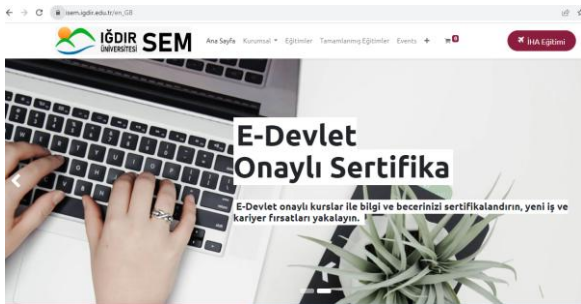 isem.igdir.edu.tr/en_GB
IĞDIR
ÜNİVERSİTESİ
SEM
Ana Sayfa Kurumsal Eğitimler Tamamlanmış Eğitimler Events + 0
İHA Eğitimi
E-Devlet
Onaylı Sertifika
E-Devlet onaylı kurslar ile bilgi ve becerinizi sertifikalandırın, yeni iş ve
kariyer fırsatları yakalayın.